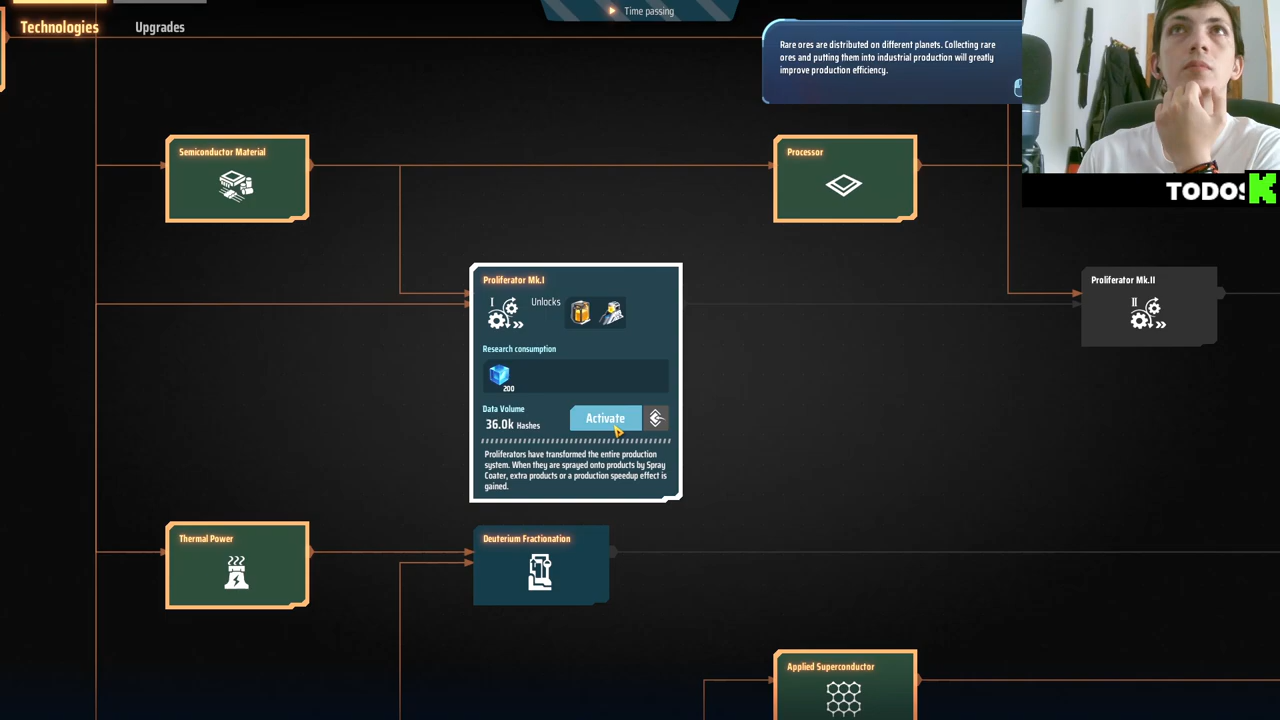 Technologies
Upgrades
Time passing
Rare ores are distributed on different planets. Collecting rare
ores and putting them into industrial production will greatly
improve production efficiency.
TODOS
K
Semiconductor Material
Processor
Proliferator Mk.I
I
Unlocks
Research consumption
200
Data Volume
36.0k Hashes
Activate
Proliferators have transformed the entire production
system. When they are sprayed onto products by Spray
Coater, extra products or a production speedup effect is
gained.
Proliferator Mk.II
II
Thermal Power
Deuterium Fractionation
Applied Superconductor